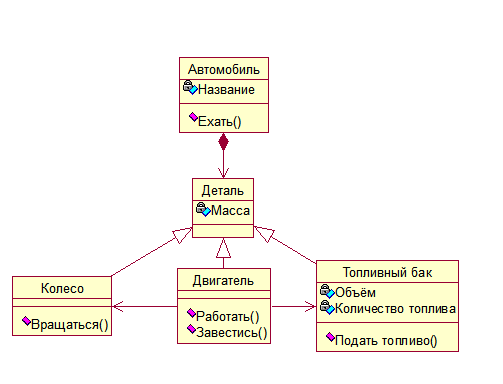 Автомобиль
Название
Ехать()
Деталь
Масса
Колесо
Вращаться()
Двигатель
Работать()
Завестись()
Топливный бак
Объём
Количество топлива
Подать топливо()